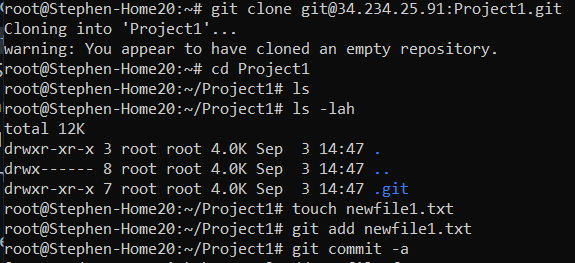 root@Stephen-Home20:~# git clone git@34.234.25.91:Project1.git
Cloning into 'Project1'...
warning: You appear to have cloned an empty repository.
root@Stephen-Home20:~# cd Project1
root@Stephen-Home20:~/Project1# ls
root@Stephen-Home20:~/Project1# ls -lah
total 12K
drwxr-xr-x 3 root root 4.0K Sep  3 14:47 .
drwx------ 8 root root 4.0K Sep  3 14:47 ..
drwxr-xr-x 7 root root 4.0K Sep  3 14:47 .git
root@Stephen-Home20:~/Project1# touch newfile1.txt
root@Stephen-Home20:~/Project1# git add newfile1.txt
root@Stephen-Home20:~/Project1# git commit -a